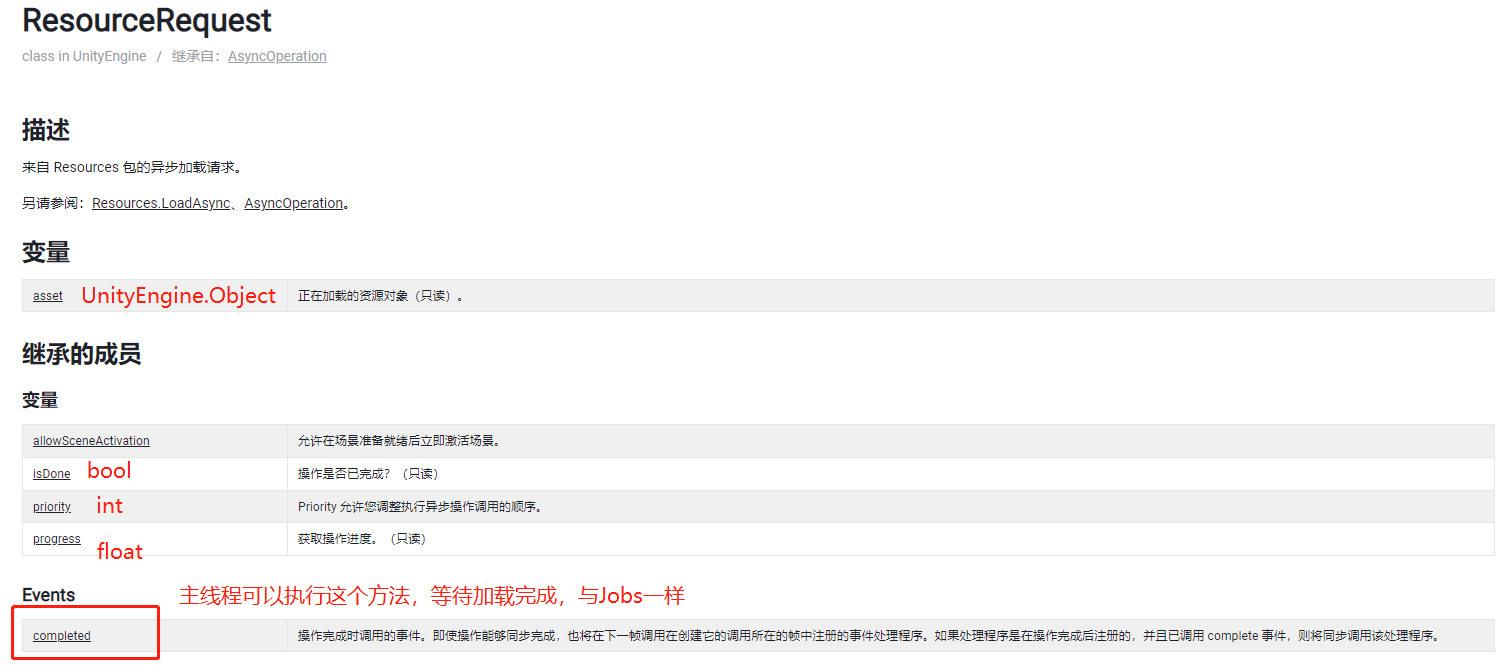 ResourceRequest
class in UnityEngine / 继承自: AsyncOperation
描述
来自 Resources 包的异步加载请求。
另请参阅: Resources.LoadAsync、AsyncOperation。
变量
asset UnityEngine.Object 正在加载的资源对象（只读）。
继承的成员
变量
allowSceneActivation 允许在场景准备就绪后立即激活场景。
isDone bool 操作是否已完成？（只读）
priority int Priority 允许您调整执行异步操作调用的顺序。
progress float 获取操作进度。（只读）
Events 主线程可以执行这个方法，等待加载完成，与Jobs一样
completed 操作完成时调用的事件。即使操作能够同步完成，也将在下一帧调用在创建它的调用所在的帧中注册的事件处理程序。如果处理程序是在操作完成后注册的，并且已调用 complete 事件，则将同步调用该处理程序。